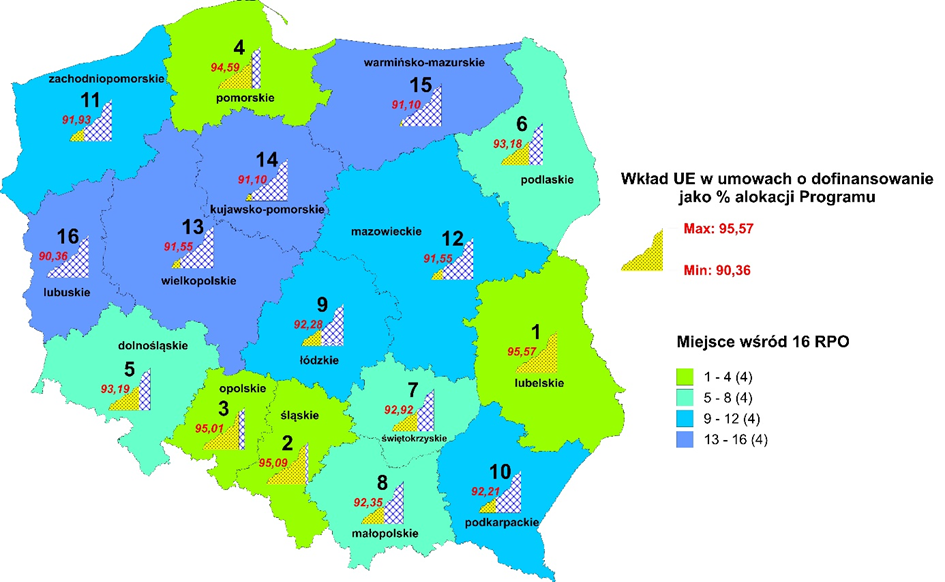 4
94,59
pomorskie
warmińsko-mazurskie
15
91,10
zachodniopomorskie
11
91,93
6
93,18
podlaskie
14
91,10
kujawsko-pomorskie
16
90,36
lubuskie
13
91,55
wielkopolskie
mazowieckie
12
91,55
9
92,28
łódzkie
1
95,57
lubelskie
dolnośląskie
5
93,19
opolskie
3
95,01
śląskie
2
95,09
7
92,92
świętokrzyskie
8
92,35
małopolskie
10
92,21
podkarpackie
Wkład UE w umowach o dofinansowanie
jako % alokacji Programu
Max: 95,57
Min: 90,36
Miejsce wśród 16 RPO
1 - 4 (4)
5 - 8 (4)
9 - 12 (4)
13 - 16 (4)